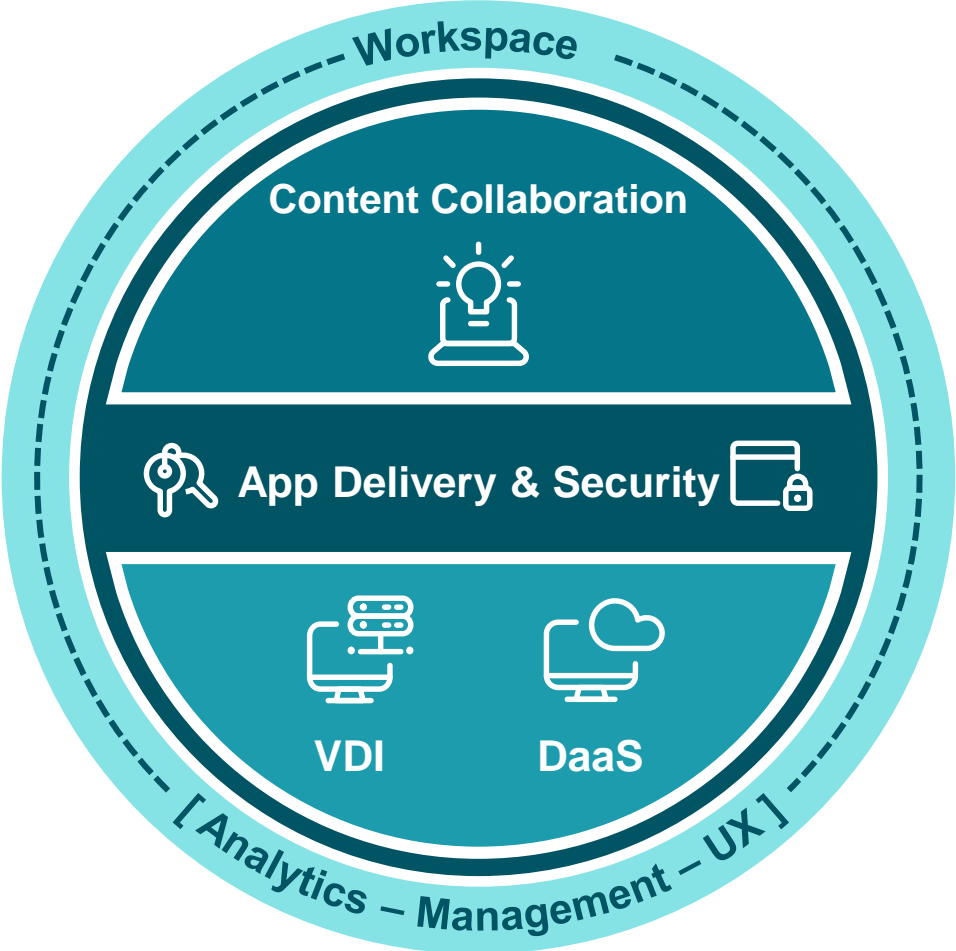 Workspace
Content Collaboration
App Delivery & Security
VDI
DaaS
[ Analytics – Management – UX ]